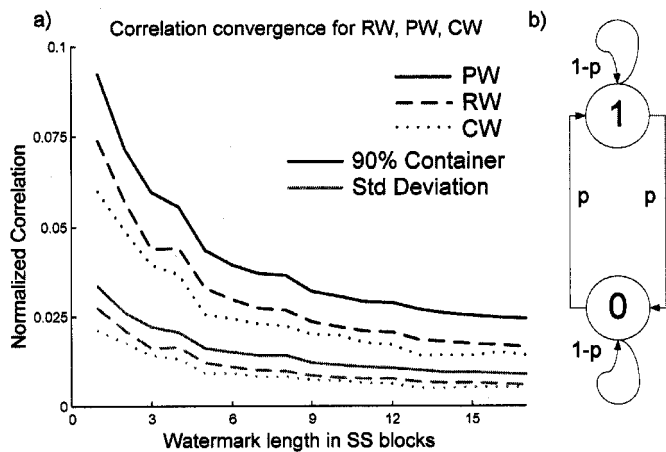 a) Correlation convergence for RW, PW, CW
b)
0.1
0.075
0.05
0.025
0
Normalized Correlation
PW
RW
CW
90% Container
Std Deviation
0 3 6 9 12 15
Watermark length in SS blocks
1-p
1
p p
0
1-p